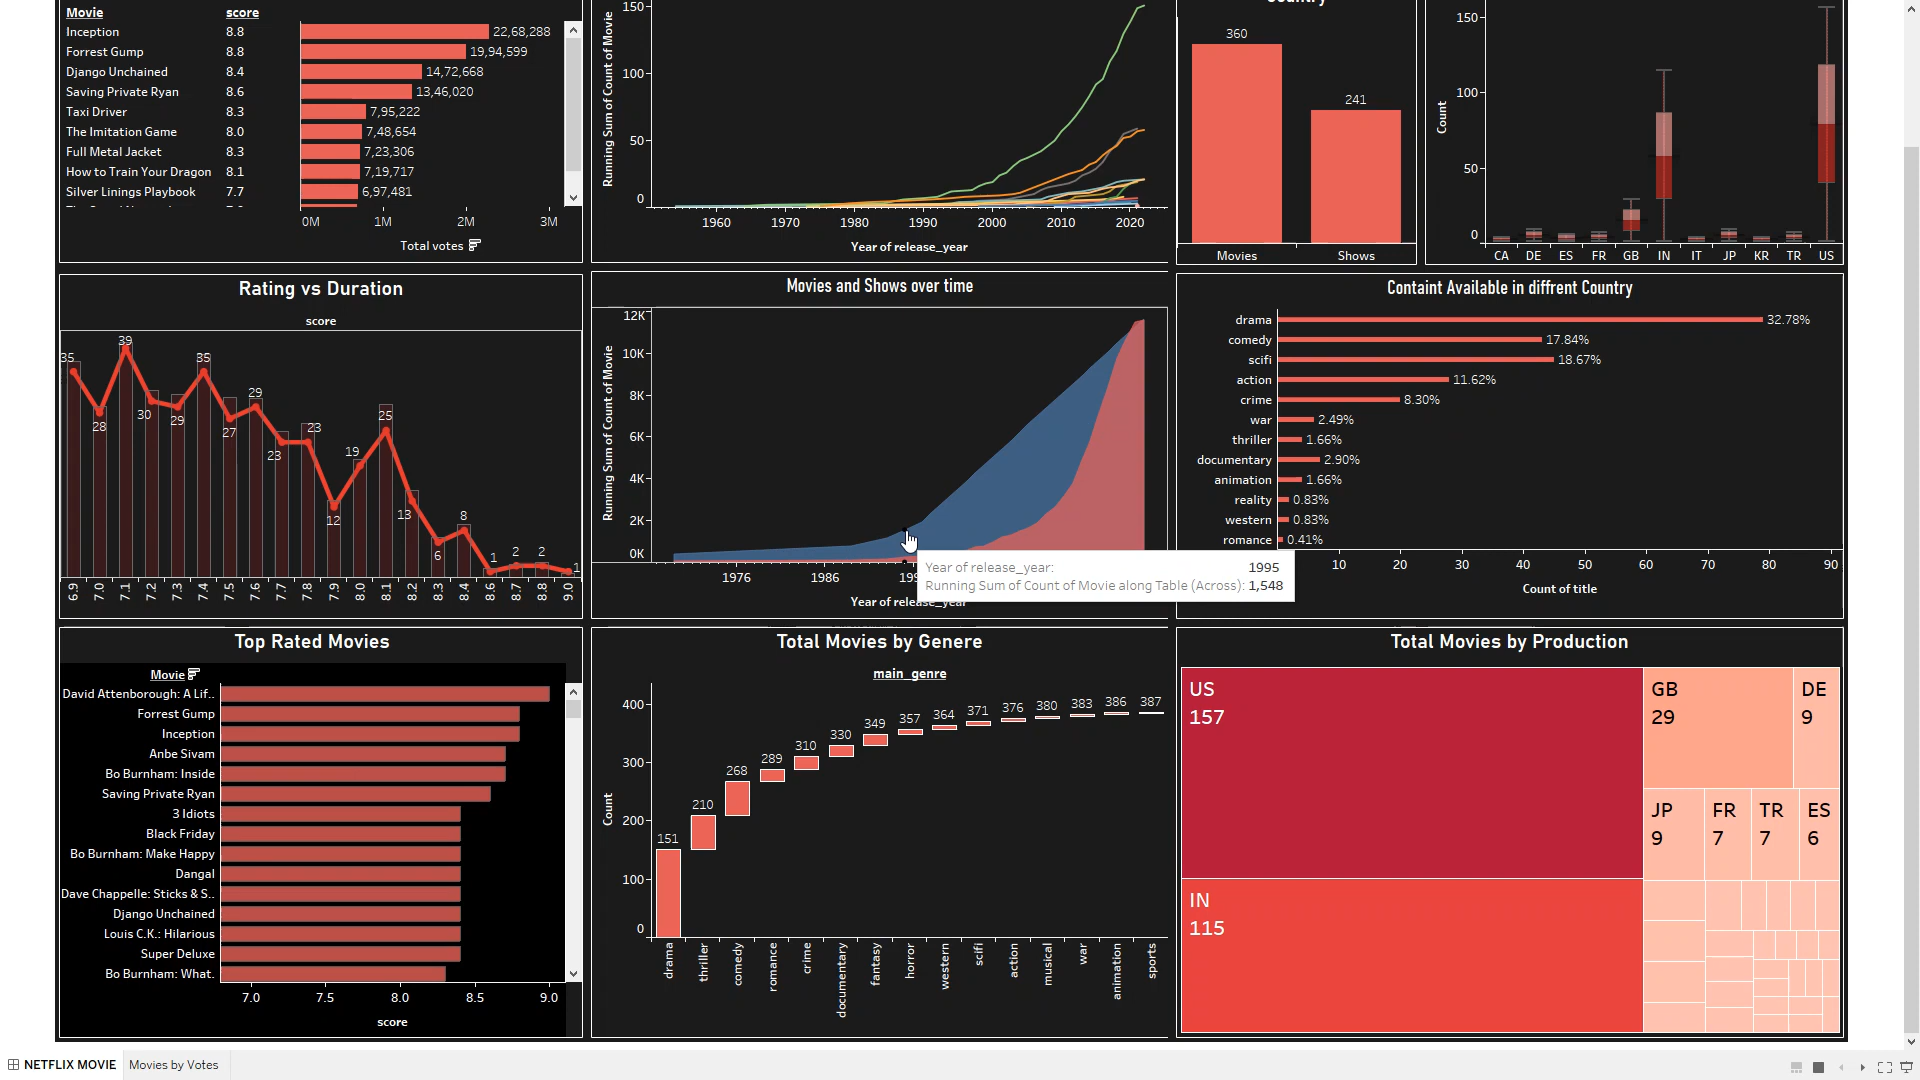 Movie score
Inception 8.8 22,68,288
Forrest Gump 8.8 19,94,599
Django Unchained 8.4 14,72,668
Saving Private Ryan 8.6 13,46,020
Taxi Driver 8.3 7,95,222
The Imitation Game 8.0 7,48,654
Full Metal Jacket 8.3 7,23,306
How to Train Your Dragon 8.1 7,19,717
Silver Linings Playbook 7.7 6,97,481
0M 1M 2M 3M
Total votes
Running Sum of Count of Movie
150
100
50
0
1960 1970 1980 1990 2000 2010 2020
Year of release_year
360
241
Movies Shows
Count
150
100
50
0
CA DE ES FR GB IN IT JP KR TR US
Rating vs Duration
score
35 28 39 30 29 35 27 29 23 23 12 19 25 13 6 8 1 2 2 1
6.9 7.0 7.1 7.2 7.3 7.4 7.5 7.6 7.7 7.8 7.9 8.0 8.1 8.2 8.3 8.4 8.6 8.7 8.8 9.0
Movies and Shows over time
Running Sum of Count of Movie
12K
10K
8K
6K
4K
2K
0K
1976 1986
Year of release_year
Year of release_year: 1995
Running Sum of Count of Movie along Table (Across): 1,548
Containt Available in diffrent Country
drama 32.78%
comedy 17.84%
scifi 18.67%
action 11.62%
crime 8.30%
war 2.49%
thriller 1.66%
documentary 2.90%
animation 1.66%
reality 0.83%
western 0.83%
romance 0.41%
10 20 30 40 50 60 70 80 90
Count of title
Top Rated Movies
Movie
David Attenborough: A Lif..
Forrest Gump
Inception
Anbe Sivam
Bo Burnham: Inside
Saving Private Ryan
3 Idiots
Black Friday
Bo Burnham: Make Happy
Dangal
Dave Chappelle: Sticks & S..
Django Unchained
Louis C.K.: Hilarious
Super Deluxe
Bo Burnham: What.
7.0 7.5 8.0 8.5 9.0
score
Total Movies by Genere
main_genre
Count
400
300
200
100
0
151 210 268 289 310 330 349 357 364 371 376 380 383 386 387
drama thriller comedy romance crime documentary fantasy horror western scifi action musical war animation sports
Total Movies by Production
US
157
IN
115
GB
29
DE
9
JP
9
FR
7
TR
7
ES
6
NETFLIX MOVIE Movies by Votes